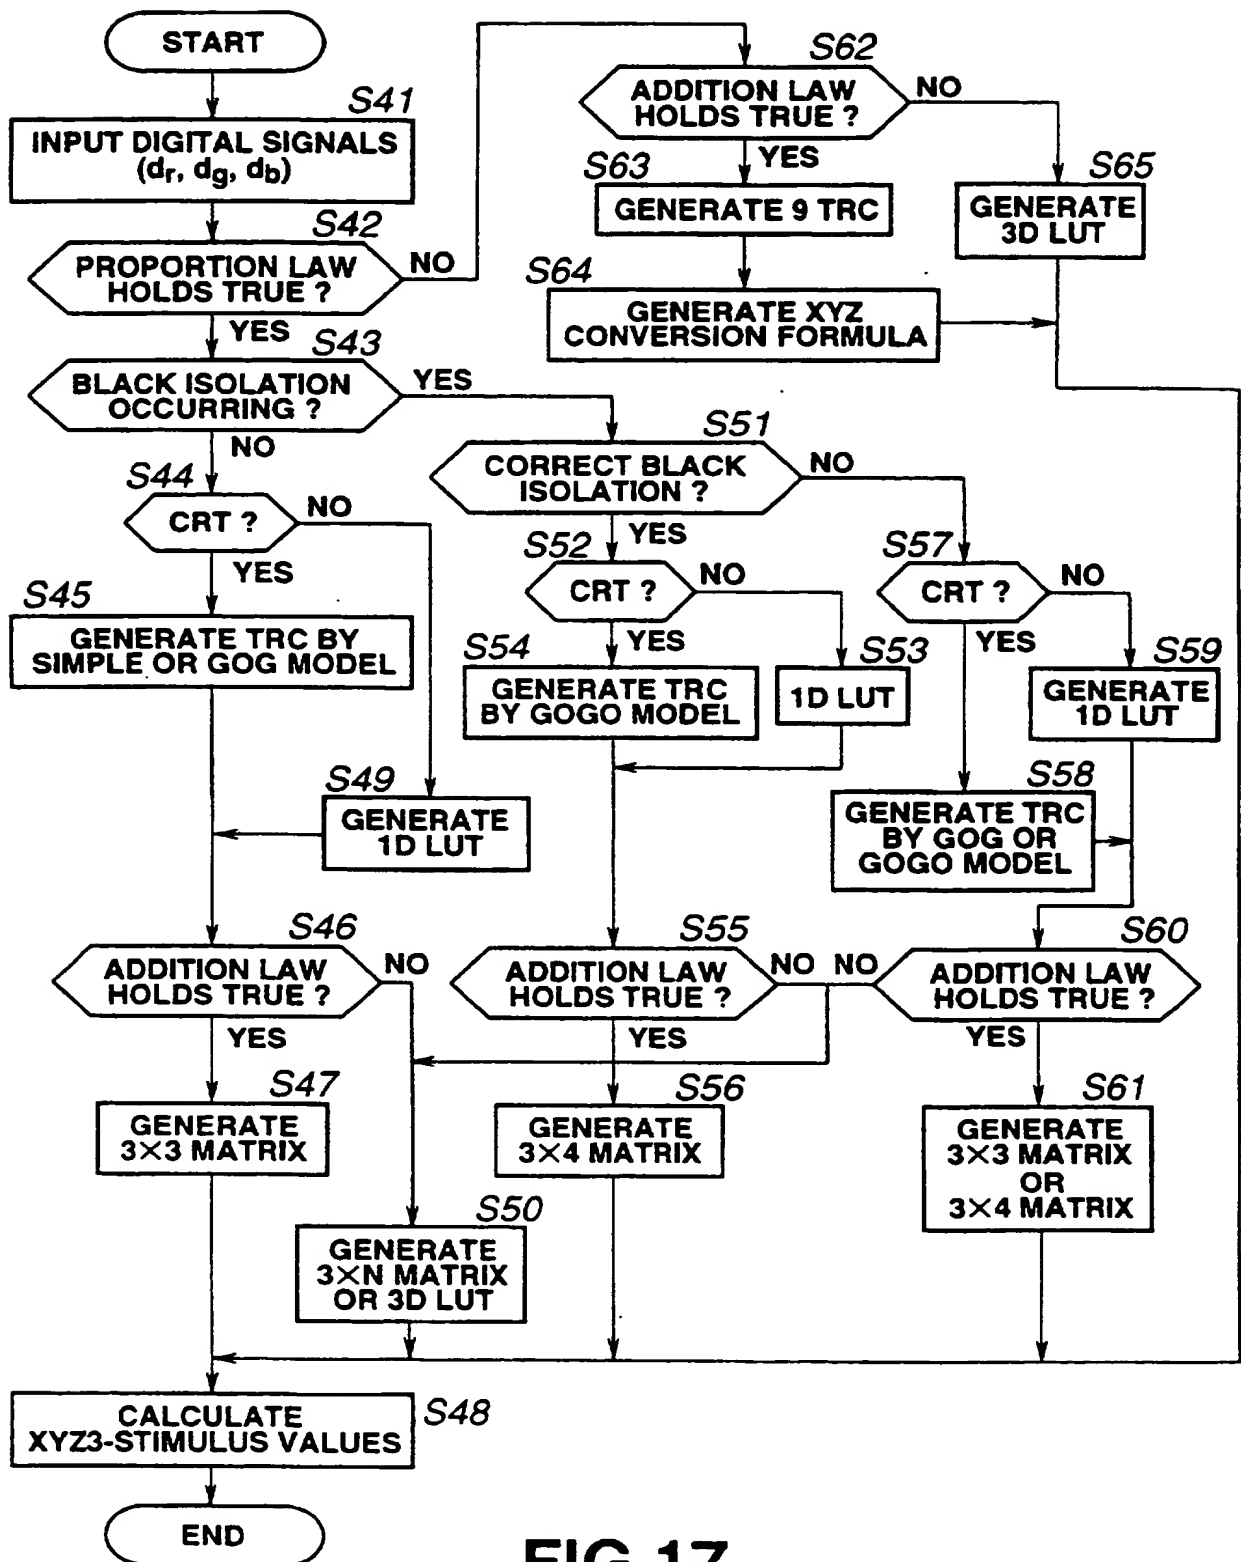 START
S41
INPUT DIGITAL SIGNALS
(dr, dg, db)
S42
PROPORTION LAW
HOLDS TRUE ?
NO
YES
S43
BLACK ISOLATION
OCCURRING ?
YES
NO
S44
CRT ?
NO
YES
S45
GENERATE TRC BY
SIMPLE OR GOG MODEL
S49
GENERATE
1D LUT
S46
ADDITION LAW
HOLDS TRUE ?
NO
YES
S47
GENERATE
3×3 MATRIX
S50
GENERATE
3×N MATRIX
OR 3D LUT
S48
CALCULATE
XYZ3-STIMULUS VALUES
END
S62
ADDITION LAW
HOLDS TRUE ?
NO
YES
S63
GENERATE 9 TRC
S65
GENERATE
3D LUT
S64
GENERATE XYZ
CONVERSION FORMULA
S51
CORRECT BLACK
ISOLATION ?
NO
YES
S52
CRT ?
NO
YES
S54
GENERATE TRC
BY GOGO MODEL
S53
1D LUT
S57
CRT ?
NO
YES
S59
GENERATE
1D LUT
S58
GENERATE TRC
BY GOG OR
GOGO MODEL
S55
ADDITION LAW
HOLDS TRUE ?
NO
YES
S56
GENERATE
3×4 MATRIX
S60
NO
ADDITION LAW
HOLDS TRUE ?
YES
S61
GENERATE
3×3 MATRIX
OR
3×4 MATRIX
FIG.17